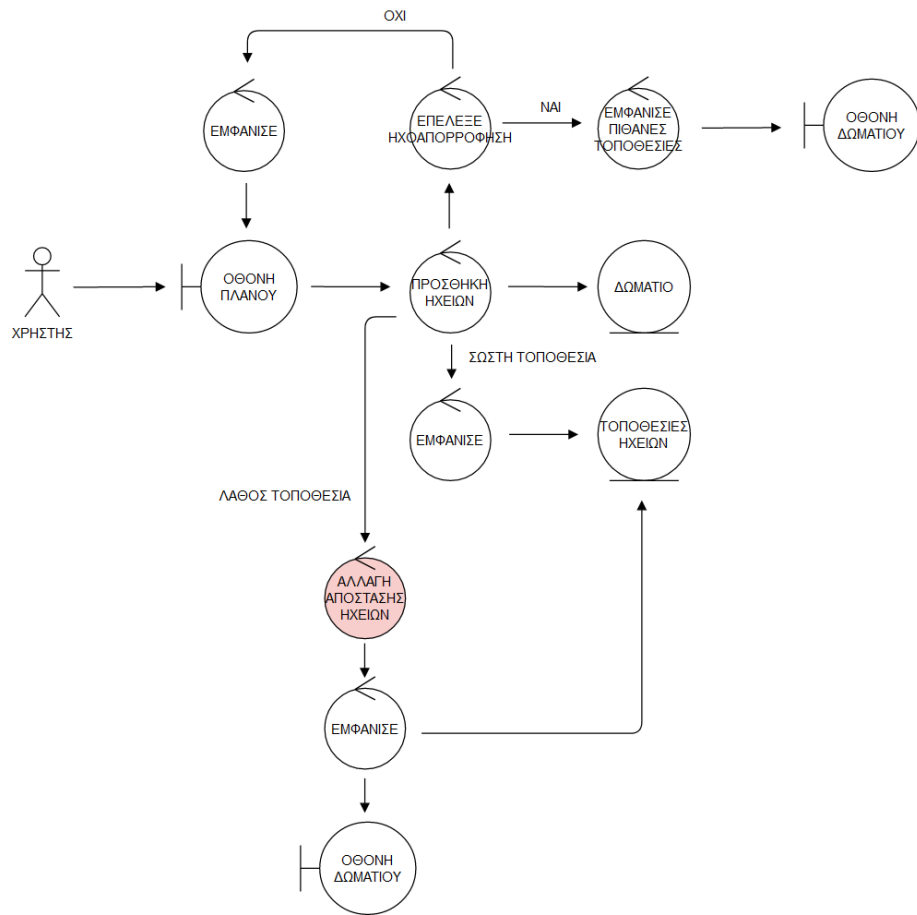 ΟΧΙ
ΕΜΦΑΝΙΣΕ
ΕΠΕΛΕΞΕ
ΗΧΟΑΠΟΡΡΟΦΗΣΗ
ΝΑΙ
ΕΜΦΑΝΙΣΕ
ΠΙΘΑΝΕΣ
ΤΟΠΟΘΕΣΙΕΣ
ΟΘΟΝΗ
ΔΩΜΑΤΙΟΥ
ΧΡΗΣΤΗΣ
ΟΘΟΝΗ
ΠΛΑΝΟΥ
ΠΡΟΣΘΗΚΗ
ΗΧΕΙΩΝ
ΔΩΜΑΤΙΟ
ΣΩΣΤΗ ΤΟΠΟΘΕΣΙΑ
ΕΜΦΑΝΙΣΕ
ΤΟΠΟΘΕΣΙΕΣ
ΗΧΕΙΩΝ
ΛΑΘΟΣ ΤΟΠΟΘΕΣΙΑ
ΑΛΛΑΓΗ
ΑΠΟΣΤΑΣΗΣ
ΗΧΕΙΩΝ
ΕΜΦΑΝΙΣΕ
ΟΘΟΝΗ
ΔΩΜΑΤΙΟΥ